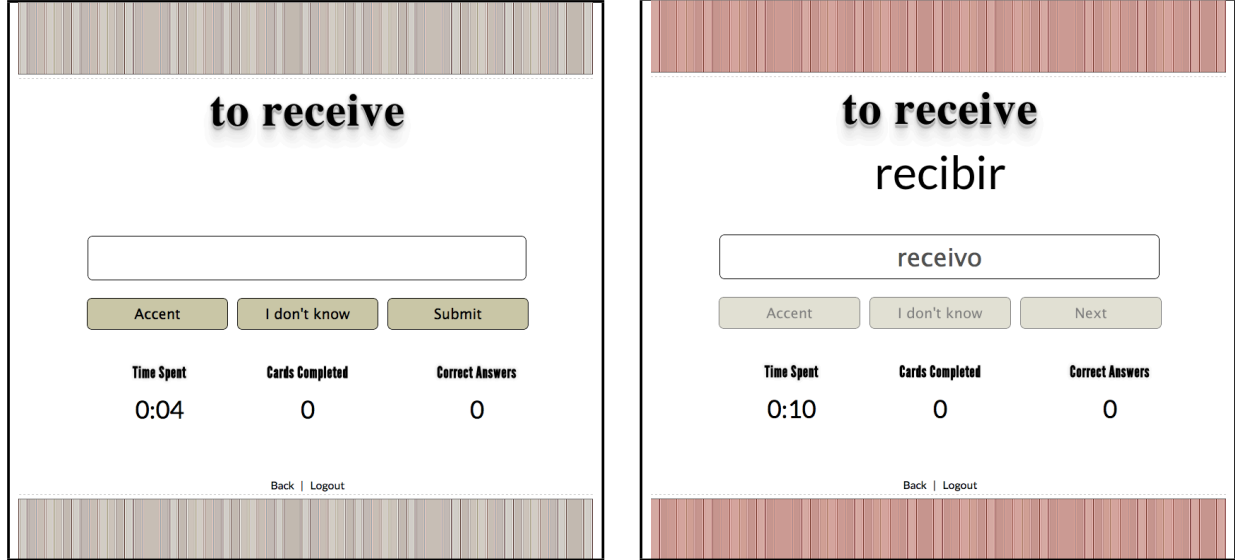 to receive
Accent I don't know Submit
Time Spent Cards Completed Correct Answers
0:04 0 0
Back | Logout
to receive
recibir
receivo
Accent I don't know Next
Time Spent Cards Completed Correct Answers
0:10 0 0
Back | Logout